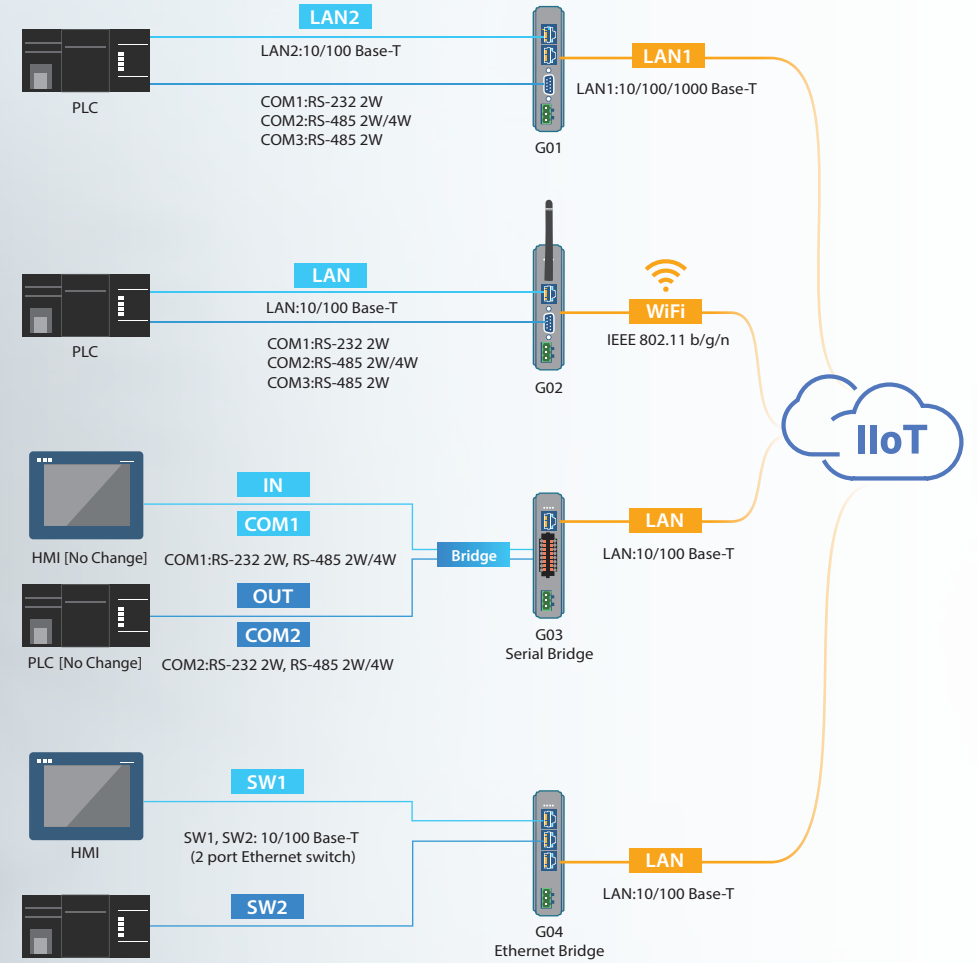 LAN2
LAN2:10/100 Base-T
LAN1
LAN1:10/100/1000 Base-T
PLC
COM1:RS-232 2W
COM2:RS-485 2W/4W
COM3:RS-485 2W
G01
LAN
LAN:10/100 Base-T
WiFi
IEEE 802.11 b/g/n
PLC
COM1:RS-232 2W
COM2:RS-485 2W/4W
COM3:RS-485 2W
G02
IIoT
IN
COM1
HMI [No Change]
COM1:RS-232 2W, RS-485 2W/4W
Bridge
LAN
LAN:10/100 Base-T
OUT
COM2
PLC [No Change]
COM2:RS-232 2W, RS-485 2W/4W
G03
Serial Bridge
SW1
HMI
SW1, SW2: 10/100 Base-T
(2 port Ethernet switch)
LAN
LAN:10/100 Base-T
SW2
G04
Ethernet Bridge